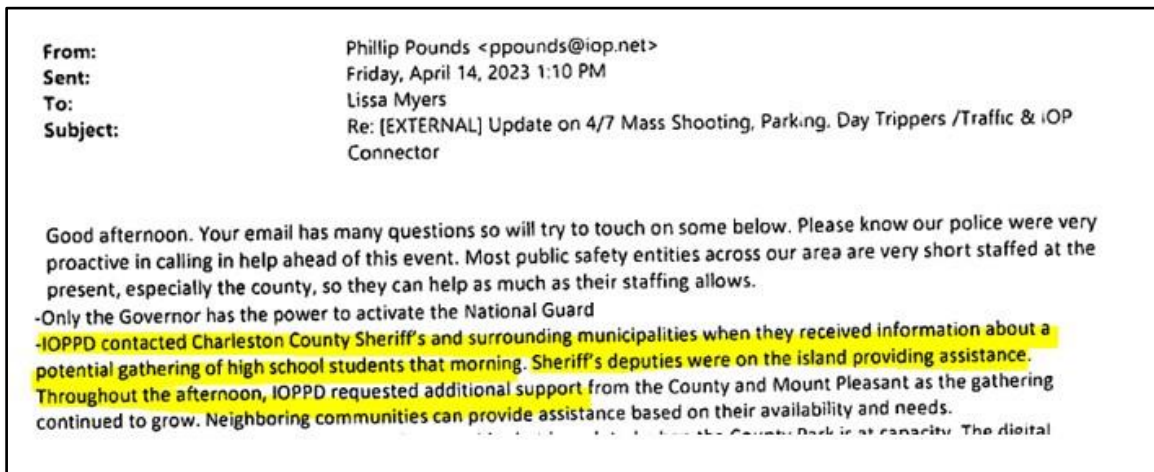 From: Phillip Pounds <ppounds@iop.net>
Sent: Friday, April 14, 2023 1:10 PM
To: Lissa Myers
Subject: Re: [EXTERNAL] Update on 4/7 Mass Shooting, Parking, Day Trippers /Traffic & iOP
Connector
Good afternoon. Your email has many questions so will try to touch on some below. Please know our police were very
proactive in calling in help ahead of this event. Most public safety entities across our area are very short staffed at the
present, especially the county, so they can help as much as their staffing allows.
-Only the Governor has the power to activate the National Guard
-IOPPD contacted Charleston County Sheriff's and surrounding municipalities when they received information about a
potential gathering of high school students that morning. Sheriff's deputies were on the island providing assistance.
Throughout the afternoon, IOPPD requested additional support from the County and Mount Pleasant as the gathering
continued to grow. Neighboring communities can provide assistance based on their availability and needs.
the County Park is at capacity. The digital